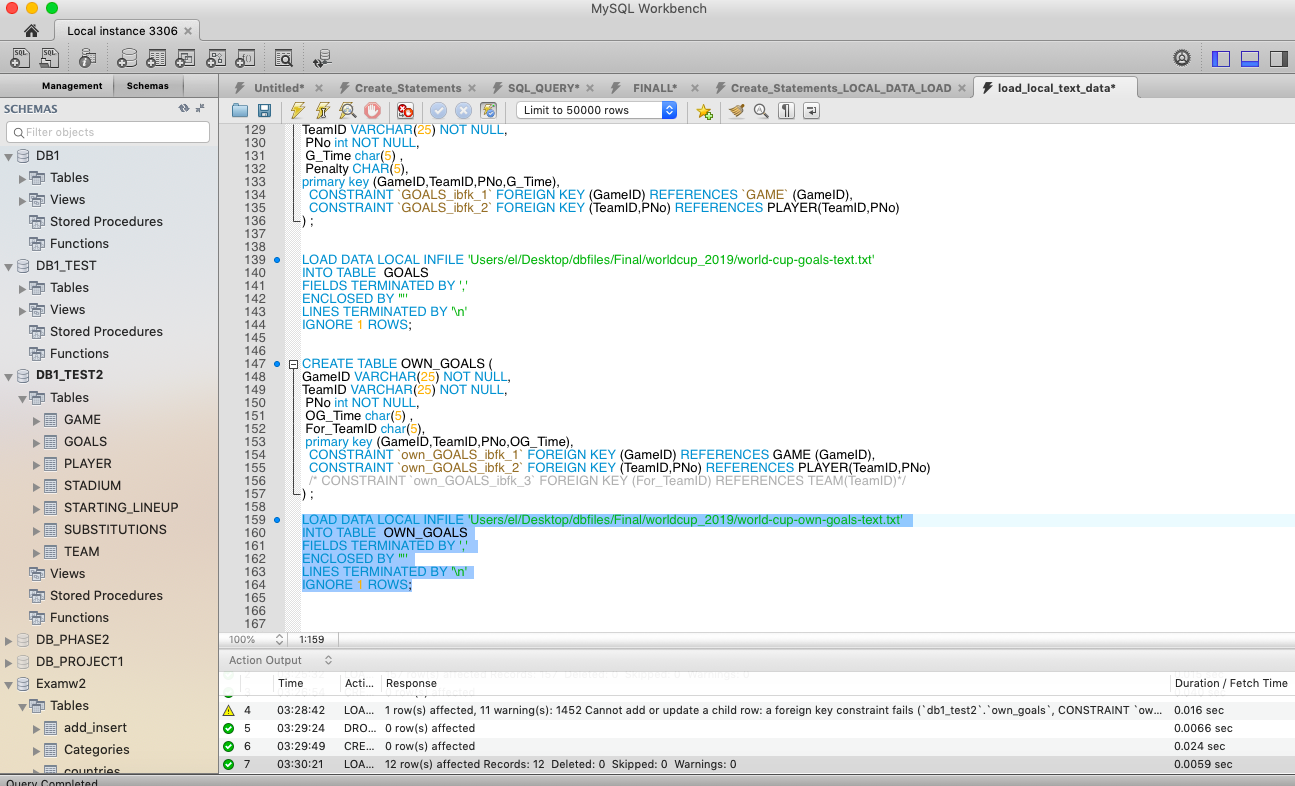 MySQL Workbench
Local instance 3306
Management Schemas
Untitled* Create_Statements SQL_QUERY* FINALL* Create_Statements_LOCAL_DATA_LOAD load_local_text_data*
SCHEMAS
Filter objects
Limit to 50000 rows
DB1
Tables
Views
Stored Procedures
Functions
DB1_TEST
Tables
Views
Stored Procedures
Functions
DB1_TEST2
Tables
GAME
GOALS
PLAYER
STADIUM
STARTING_LINEUP
SUBSTITUTIONS
TEAM
Views
Stored Procedures
Functions
DB_PHASE2
DB_PROJECT1
Examw2
Tables
add_insert
Categories
countries
129 TeamID VARCHAR(25) NOT NULL,
130 PNo int NOT NULL,
131 G_Time char(5) ,
132 Penalty CHAR(5),
133 primary key (GameID,TeamID,PNo,G_Time),
134 CONSTRAINT `GOALS_ibfk_1` FOREIGN KEY (GameID) REFERENCES `GAME` (GameID),
135 CONSTRAINT `GOALS_ibfk_2` FOREIGN KEY (TeamID,PNo) REFERENCES PLAYER(TeamID,PNo)
136 ) ;
137
138
139 LOAD DATA LOCAL INFILE 'Users/el/Desktop/dbfiles/Final/worldcup_2019/world-cup-goals-text.txt'
140 INTO TABLE GOALS
141 FIELDS TERMINATED BY ','
142 ENCLOSED BY '"'
143 LINES TERMINATED BY '\n'
144 IGNORE 1 ROWS;
145
146
147 CREATE TABLE OWN_GOALS (
148 GameID VARCHAR(25) NOT NULL,
149 TeamID VARCHAR(25) NOT NULL,
150 PNo int NOT NULL,
151 OG_Time char(5) ,
152 For_TeamID char(5),
153 primary key (GameID,TeamID,PNo,OG_Time),
154 CONSTRAINT `own_GOALS_ibfk_1` FOREIGN KEY (GameID) REFERENCES GAME (GameID),
155 CONSTRAINT `own_GOALS_ibfk_2` FOREIGN KEY (TeamID,PNo) REFERENCES PLAYER(TeamID,PNo)
156 /* CONSTRAINT `own_GOALS_ibfk_3` FOREIGN KEY (For_TeamID) REFERENCES TEAM(TeamID)*/
157 ) ;
158
159 LOAD DATA LOCAL INFILE 'Users/el/Desktop/dbfiles/Final/worldcup_2019/world-cup-own-goals-text.txt'
160 INTO TABLE OWN_GOALS
161 FIELDS TERMINATED BY ','
162 ENCLOSED BY '"'
163 LINES TERMINATED BY '\n'
164 IGNORE 1 ROWS;
165
166
167
100% 1:159
Action Output
Time Acti... Response Duration / Fetch Time
4 03:28:42 LOA... 1 row(s) affected, 11 warning(s): 1452 Cannot add or update a child row: a foreign key constraint fails (`db1_test2`.`own_goals`, CONSTRAINT `ow... 0.016 sec
5 03:29:24 DRO... 0 row(s) affected 0.0066 sec
6 03:29:49 CRE... 0 row(s) affected 0.024 sec
7 03:30:21 LOA... 12 row(s) affected Records: 12 Deleted: 0 Skipped: 0 Warnings: 0 0.0059 sec
Query Completed